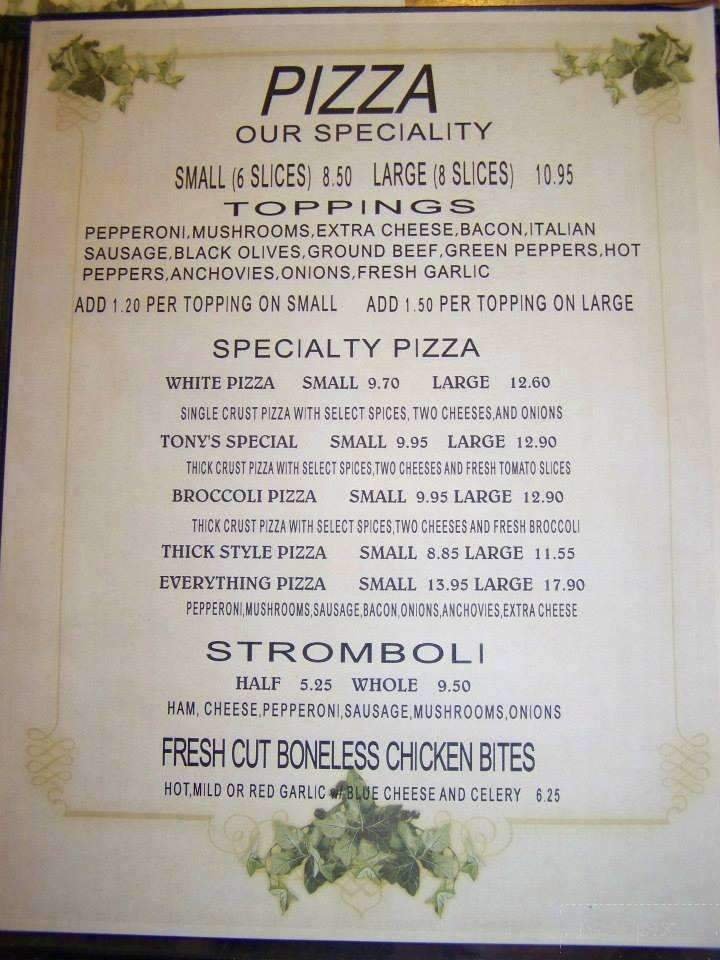 PIZZA
OUR SPECIALITY
SMALL (6 SLICES) 8.50 LARGE (8 SLICES) 10.95
TOPPINGS
PEPPERONI,MUSHROOMS,EXTRA CHEESE,BACON,ITALIAN
SAUSAGE,BLACK OLIVES,GROUND BEEF,GREEN PEPPERS,HOT
PEPPERS,ANCHOVIES,ONIONS,FRESH GARLIC
ADD 1.20 PER TOPPING ON SMALL ADD 1.50 PER TOPPING ON LARGE
SPECIALTY PIZZA
WHITE PIZZA SMALL 9.70 LARGE 12.60
SINGLE CRUST PIZZA WITH SELECT SPICES, TWO CHEESES,AND ONIONS
TONY'S SPECIAL SMALL 9.95 LARGE 12.90
THICK CRUST PIZZA WITH SELECT SPICES,TWO CHEESES AND FRESH TOMATO SLICES
BROCCOLI PIZZA SMALL 9.95 LARGE 12.90
THICK CRUST PIZZA WITH SELECT SPICES,TWO CHEESES AND FRESH BROCCOLI
THICK STYLE PIZZA SMALL 8.85 LARGE 11.55
EVERYTHING PIZZA SMALL 13.95 LARGE 17.90
PEPPERONI,MUSHROOMS,SAUSAGE,BACON,ONIONS,ANCHOVIES,EXTRA CHEESE
STROMBOLI
HALF 5.25 WHOLE 9.50
HAM, CHEESE,PEPPERONI,SAUSAGE,MUSHROOMS,ONIONS
FRESH CUT BONELESS CHICKEN BITES
HOT,MILD OR RED GARLIC w/BLUE CHEESE AND CELERY 6.25